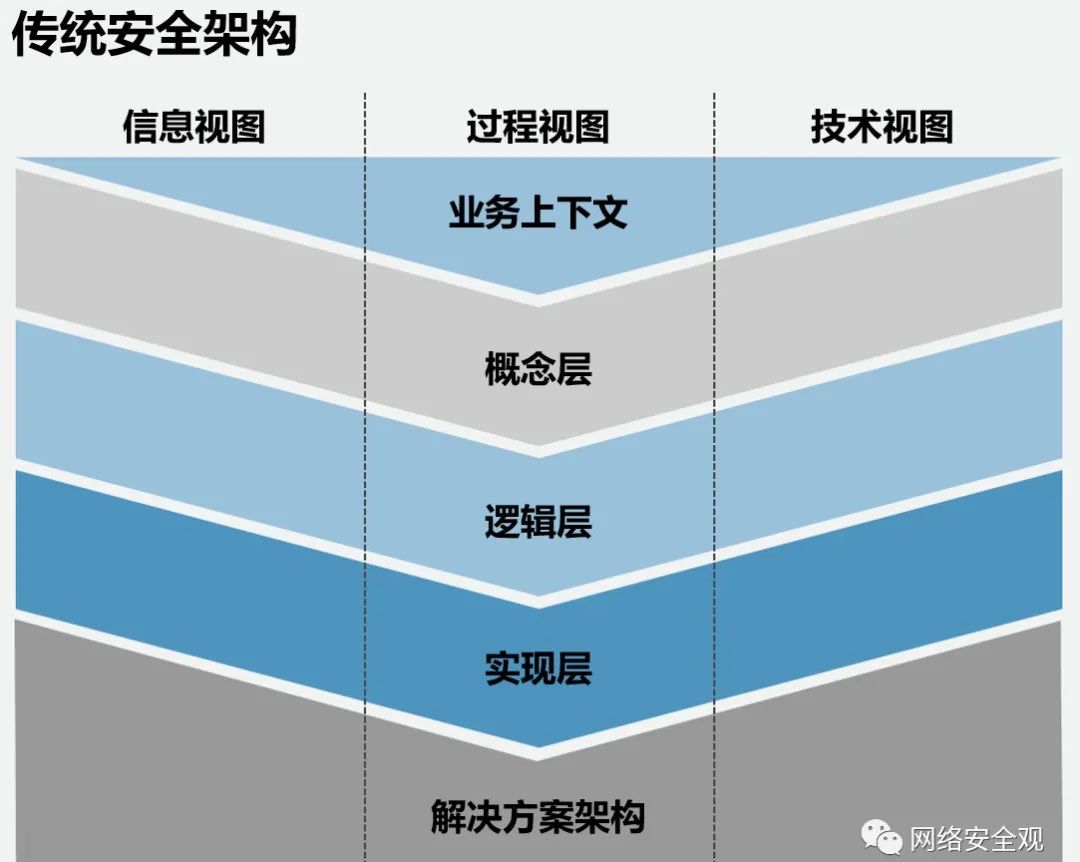 传统安全架构
信息视图 过程视图 技术视图
业务上下文
概念层
逻辑层
实现层
解决方案架构
网络安全观